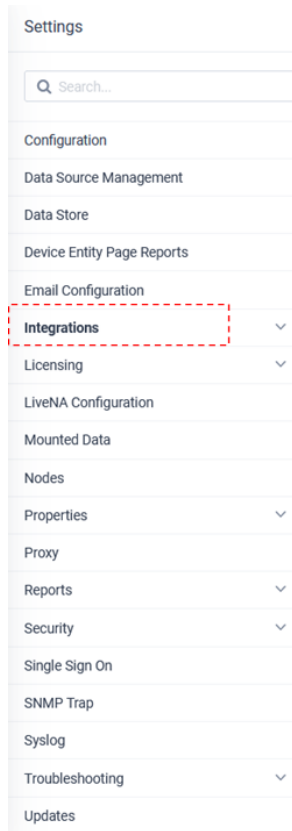 Settings
Search...
Configuration
Data Source Management
Data Store
Device Entity Page Reports
Email Configuration
Integrations
Licensing
LiveNA Configuration
Mounted Data
Nodes
Properties
Proxy
Reports
Security
Single Sign On
SNMP Trap
Syslog
Troubleshooting
Updates